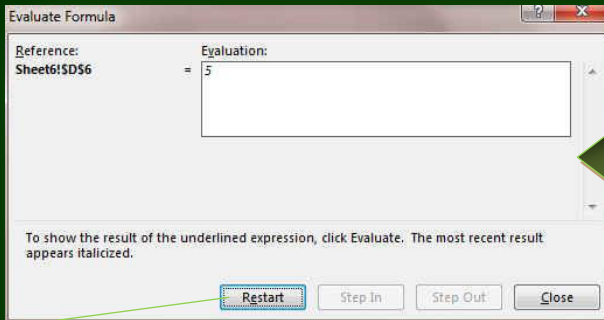 Evaluate Formula
Reference: Evaluation:
Sheet6!$D$6 = 5
To show the result of the underlined expression, click Evaluate. The most recent result
appears italicized.
Restart Step In Step Out Close